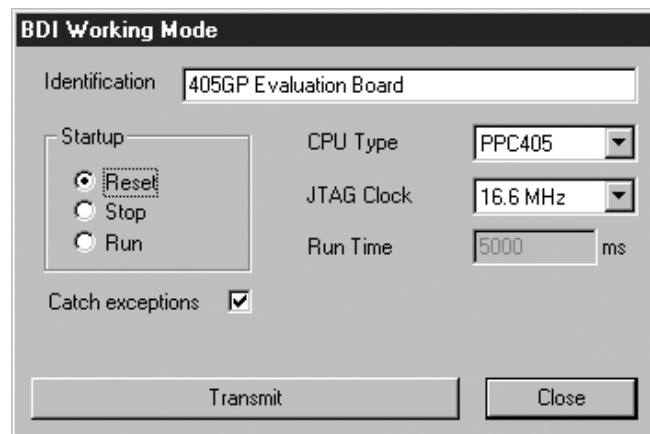 BDI Working Mode
Identification 405GP Evaluation Board
Startup
Reset
Stop
Run
CPU Type PPC405
JTAG Clock 16.6 MHz
Run Time 5000 ms
Catch exceptions
Transmit Close